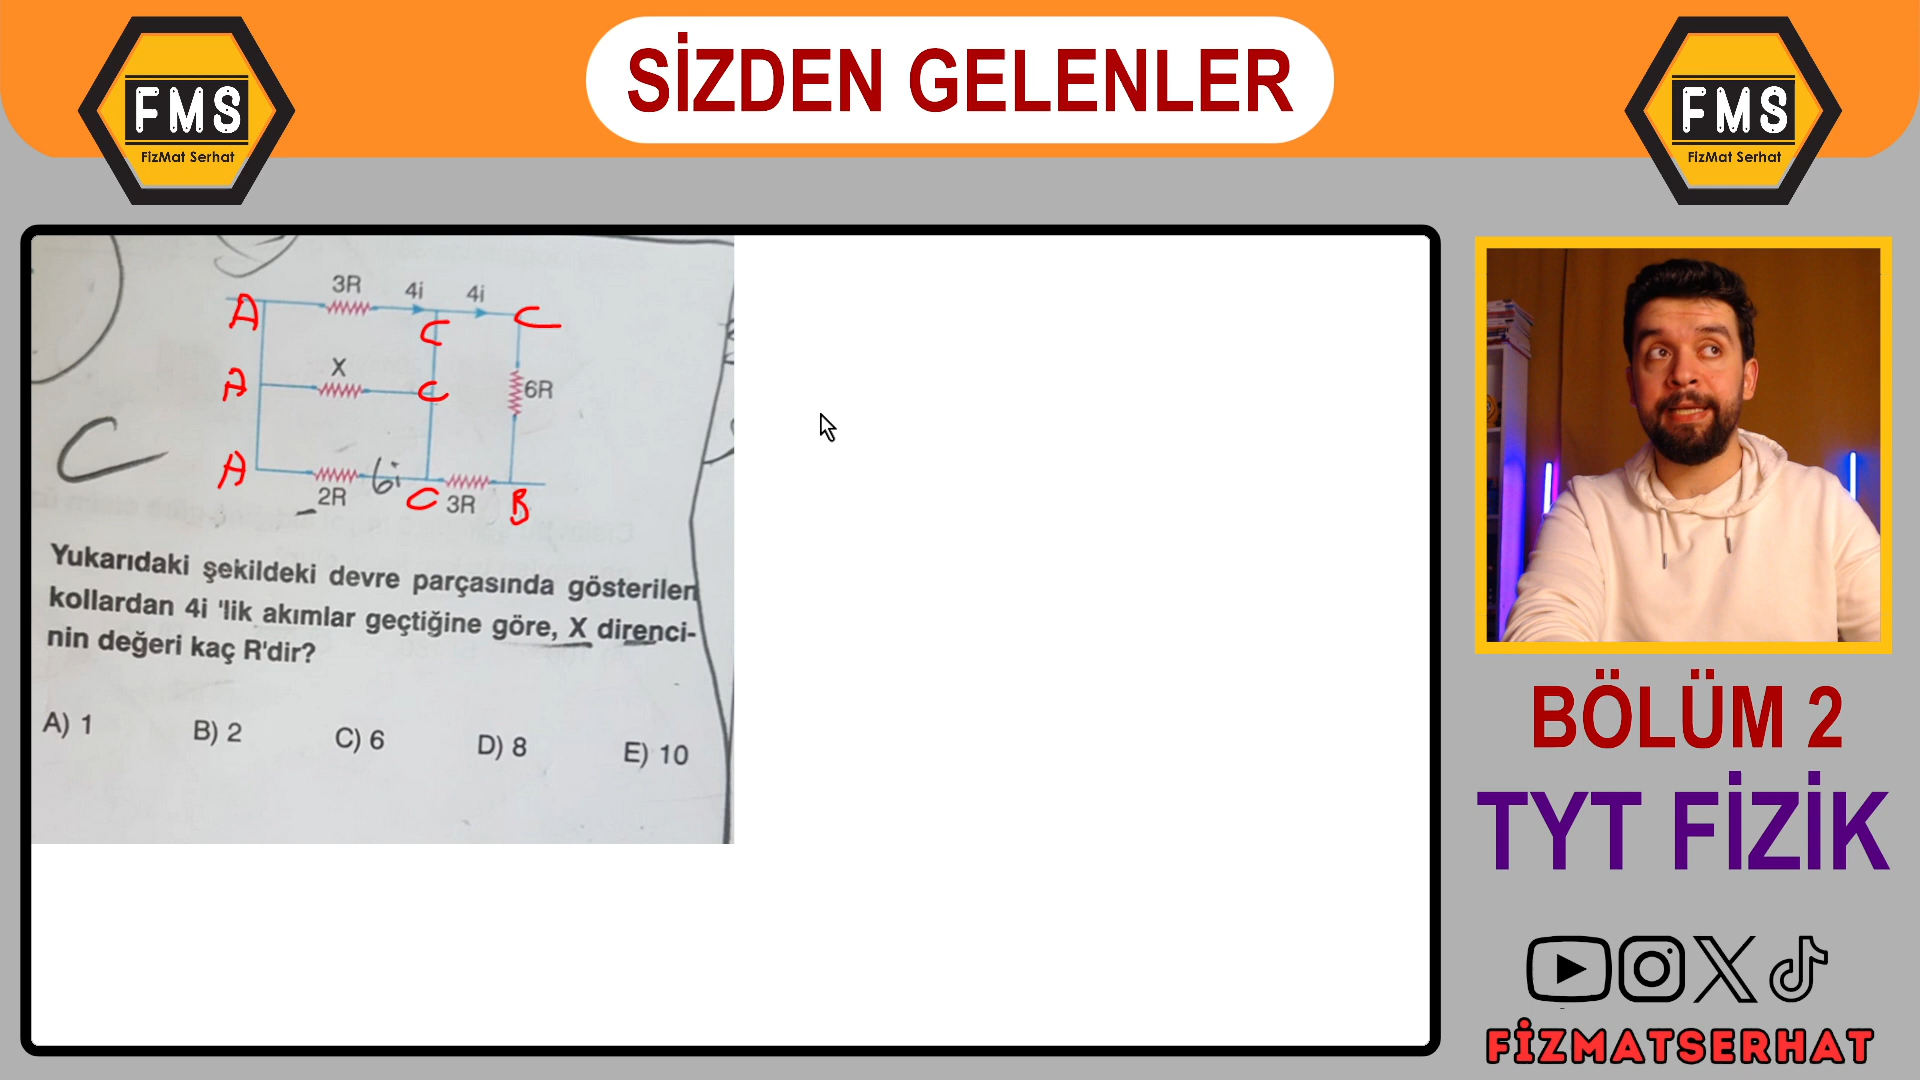 SİZDEN GELENLER
FMS
FizMat Serhat
FMS
FizMat Serhat
3R
4i
4i
A
C
C
X
A
C
6R
C
A
6i
2R
C
3R
B
Yukarıdaki şekildeki devre parçasında gösterilen
kollardan 4i 'lik akımlar geçtiğine göre, X direnci-
nin değeri kaç R'dir?
A) 1
B) 2
C) 6
D) 8
E) 10
BÖLÜM 2
TYT FİZİK
FİZMATSERHAT